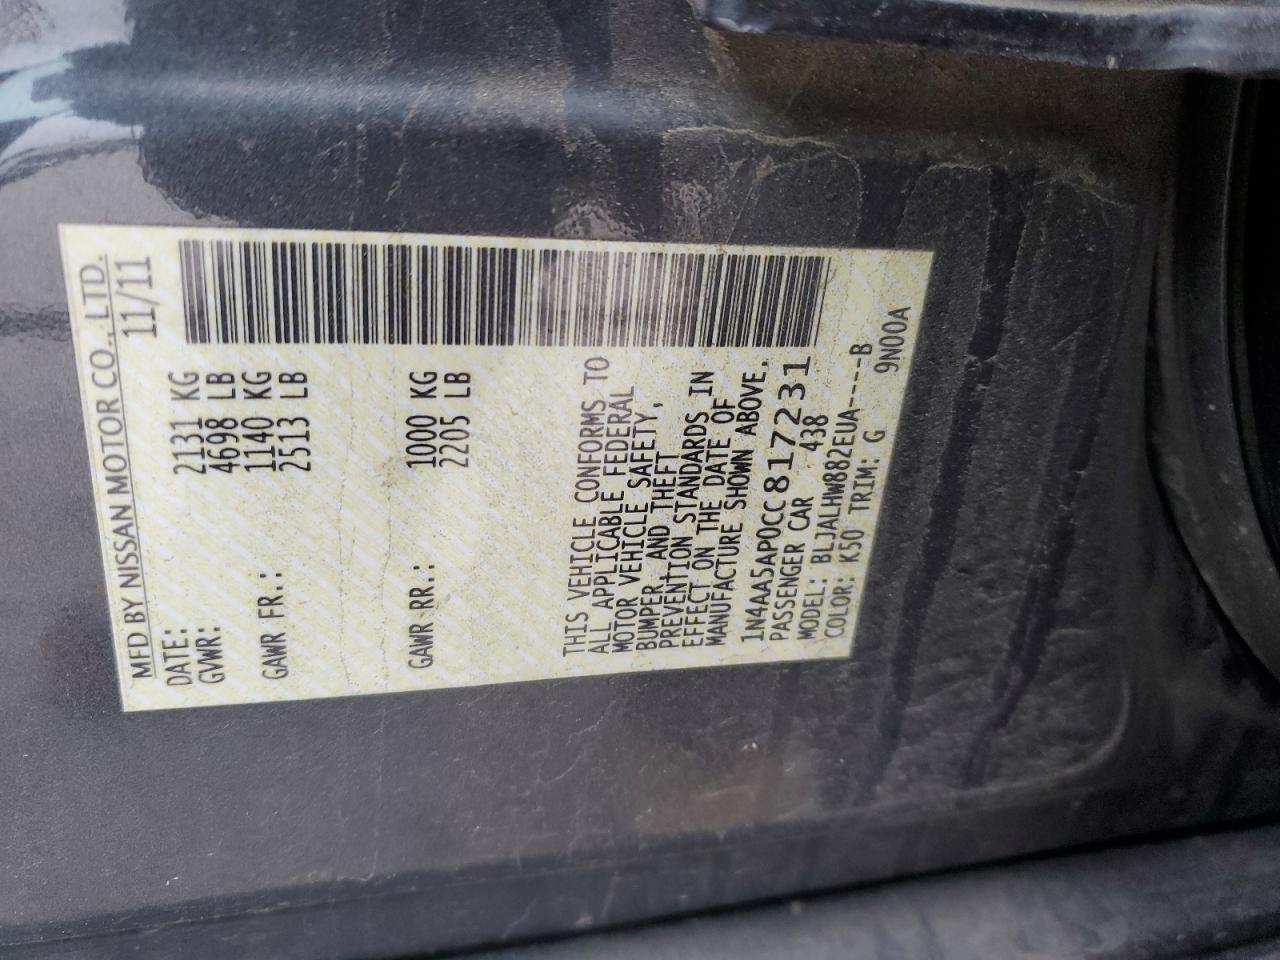 MFD BY NISSAN MOTOR CO.,LTD.
DATE: 11/11
GVWR: 2131 KG
4698 LB
GAWR FR.: 1140 KG
2513 LB
GAWR RR.: 1000 KG
2205 LB
THIS VEHICLE CONFORMS TO
ALL APPLICABLE FEDERAL
MOTOR VEHICLE SAFETY,
BUMPER, AND THEFT
PREVENTION STANDARDS IN
EFFECT ON THE DATE OF
MANUFACTURE SHOWN ABOVE.
1N4AA5AP0CC817231
PASSENGER CAR 438
MODEL: BLJALHW882EUA----B
COLOR: K50 TRIM: G 9N00A